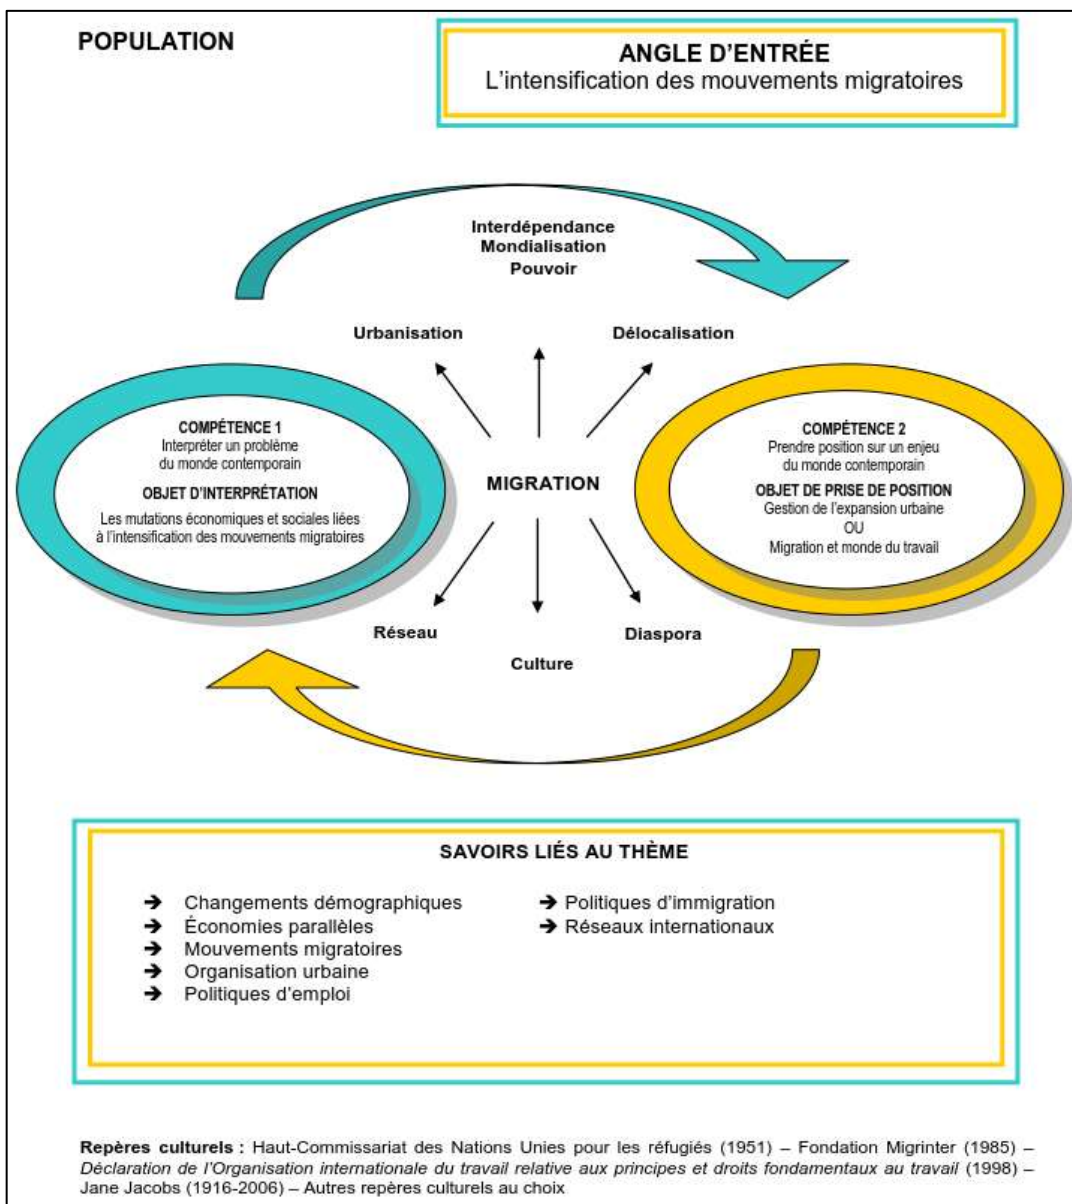 POPULATION
ANGLE D'ENTRÉE
L'intensification des mouvements migratoires
Interdépendance
Mondialisation
Pouvoir
Urbanisation
Délocalisation
COMPÉTENCE 1
Interpréter un problème
du monde contemporain
OBJET D'INTERPRÉTATION
Les mutations économiques et sociales liées
à l'intensification des mouvements migratoires
MIGRATION
COMPÉTENCE 2
Prendre position sur un enjeu
du monde contemporain
OBJET DE PRISE DE POSITION
Gestion de l'expansion urbaine
OU
Migration et monde du travail
Réseau
Diaspora
Culture
SAVOIRS LIÉS AU THÈME
➔ Changements démographiques
➔ Économies parallèles
➔ Mouvements migratoires
➔ Organisation urbaine
➔ Politiques d'emploi
➔ Politiques d'immigration
➔ Réseaux internationaux
Repères culturels : Haut-Commissariat des Nations Unies pour les réfugiés (1951) – Fondation Migrinter (1985) –
Déclaration de l'Organisation internationale du travail relative aux principes et droits fondamentaux au travail (1998) –
Jane Jacobs (1916-2006) – Autres repères culturels au choix